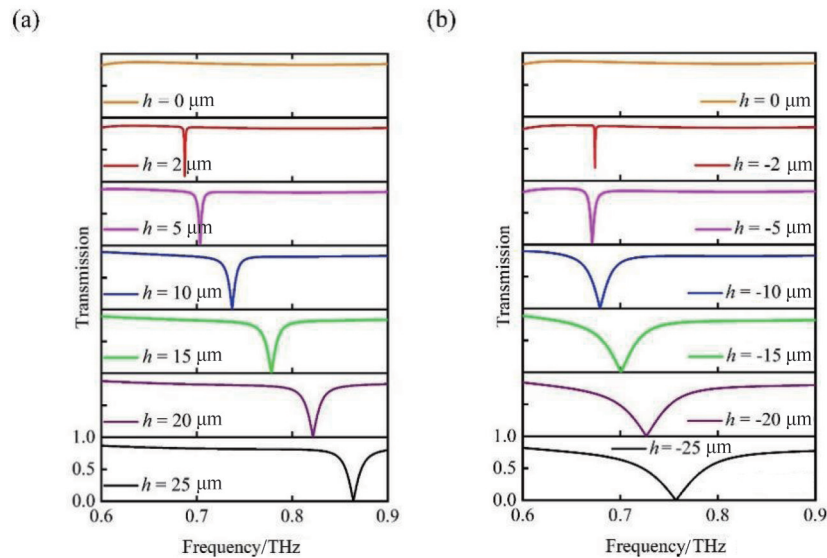 (a)
Transmission
h = 0 μm
h = 2 μm
h = 5 μm
h = 10 μm
h = 15 μm
h = 20 μm
1.0
0.5
h = 25 μm
0.0
0.6 0.7 0.8 0.9
Frequency/THz
(b)
Transmission
h = 0 μm
h = -2 μm
h = -5 μm
h = -10 μm
h = -15 μm
h = -20 μm
1.0
h = -25 μm
0.5
0.0
0.6 0.7 0.8 0.9
Frequency/THz